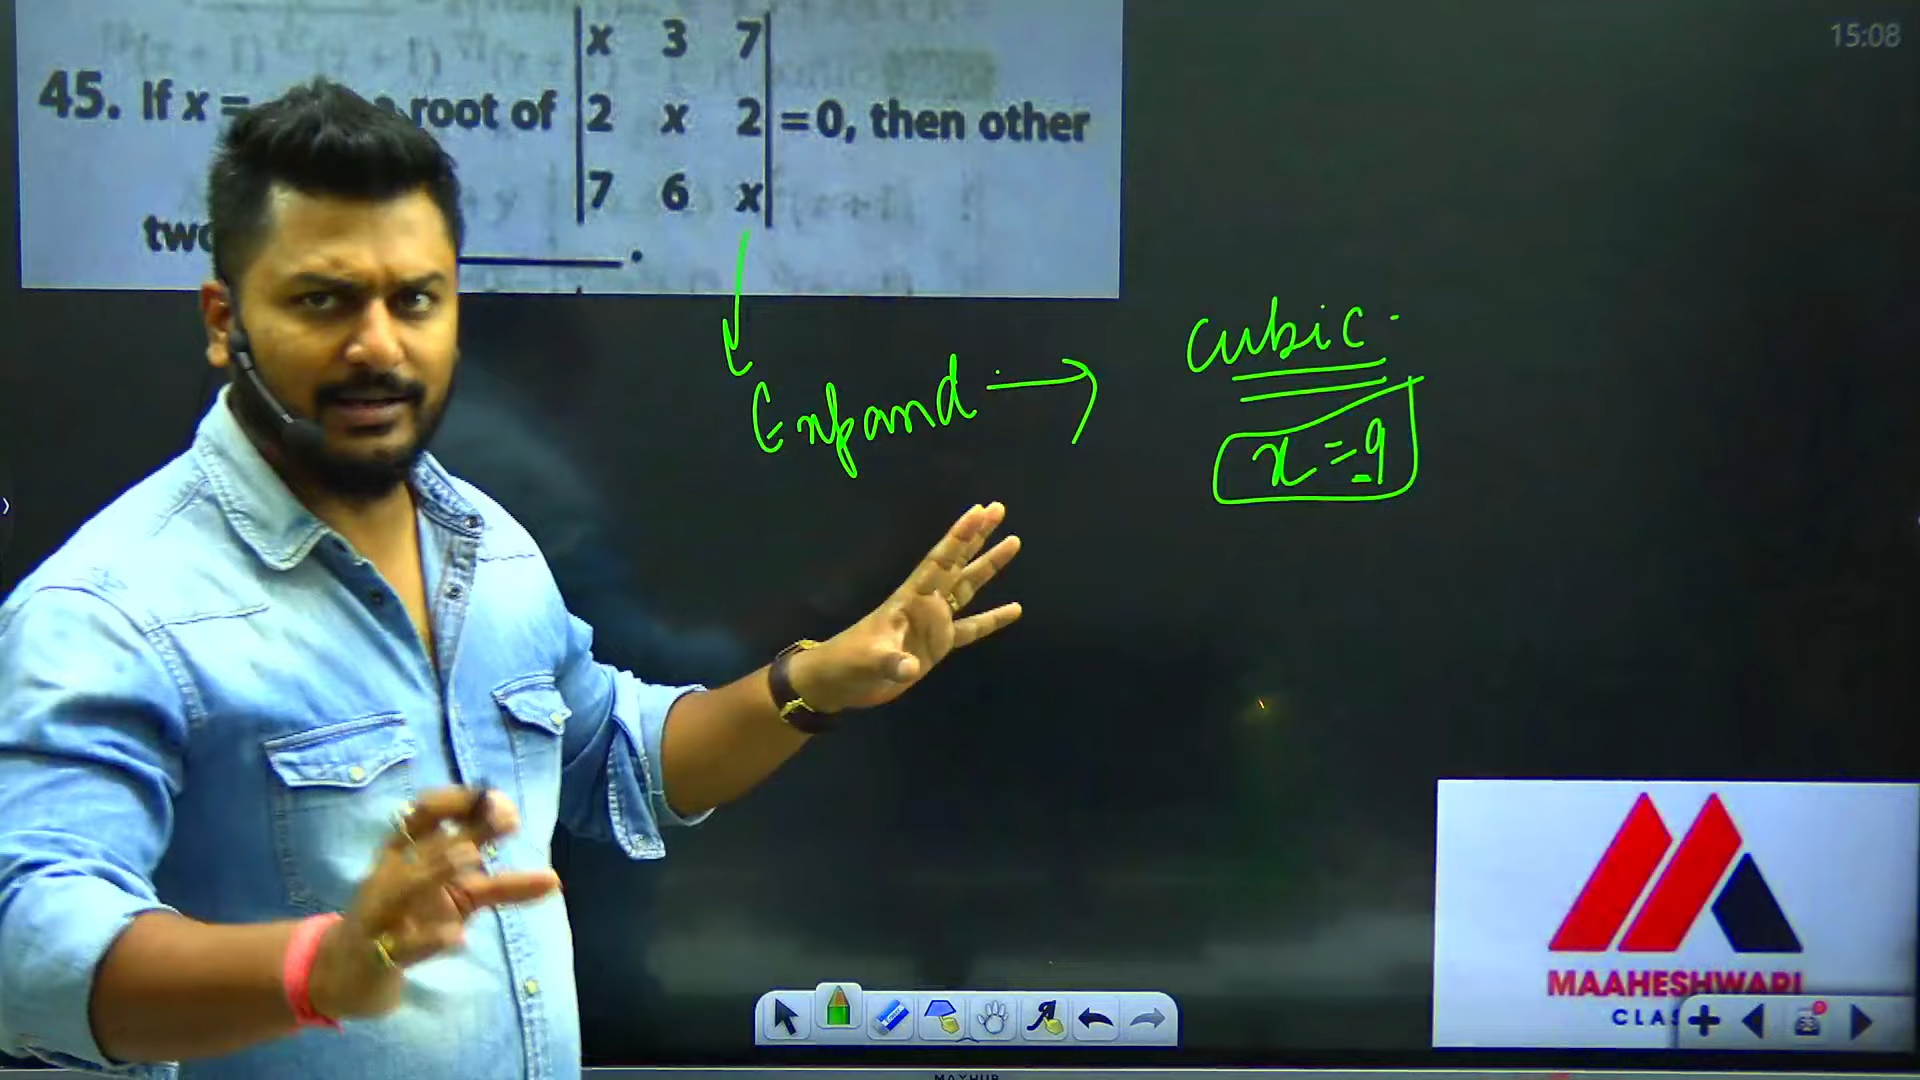 15:08
x 3 7
45. If x = root of 2 x 2 = 0, then other
7 6 x
two .
cubic.
Expand →
x = -9
MAAHESHWARI